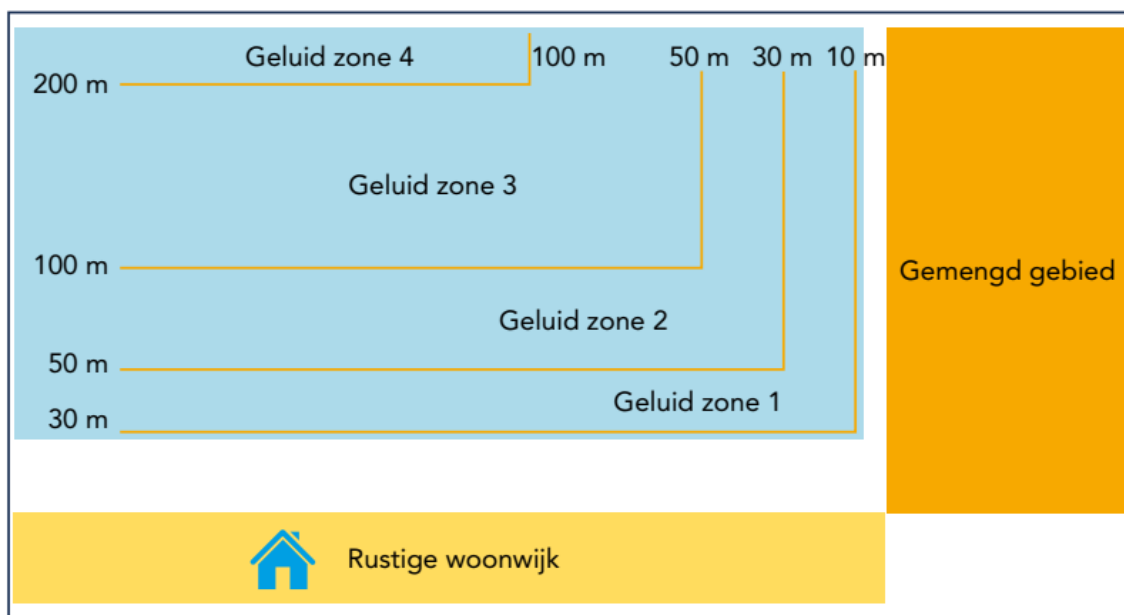 Geluid zone 4
100 m
50 m
30 m
10 m
200 m
Geluid zone 3
100 m
Gemengd gebied
Geluid zone 2
50 m
Geluid zone 1
30 m
Rustige woonwijk